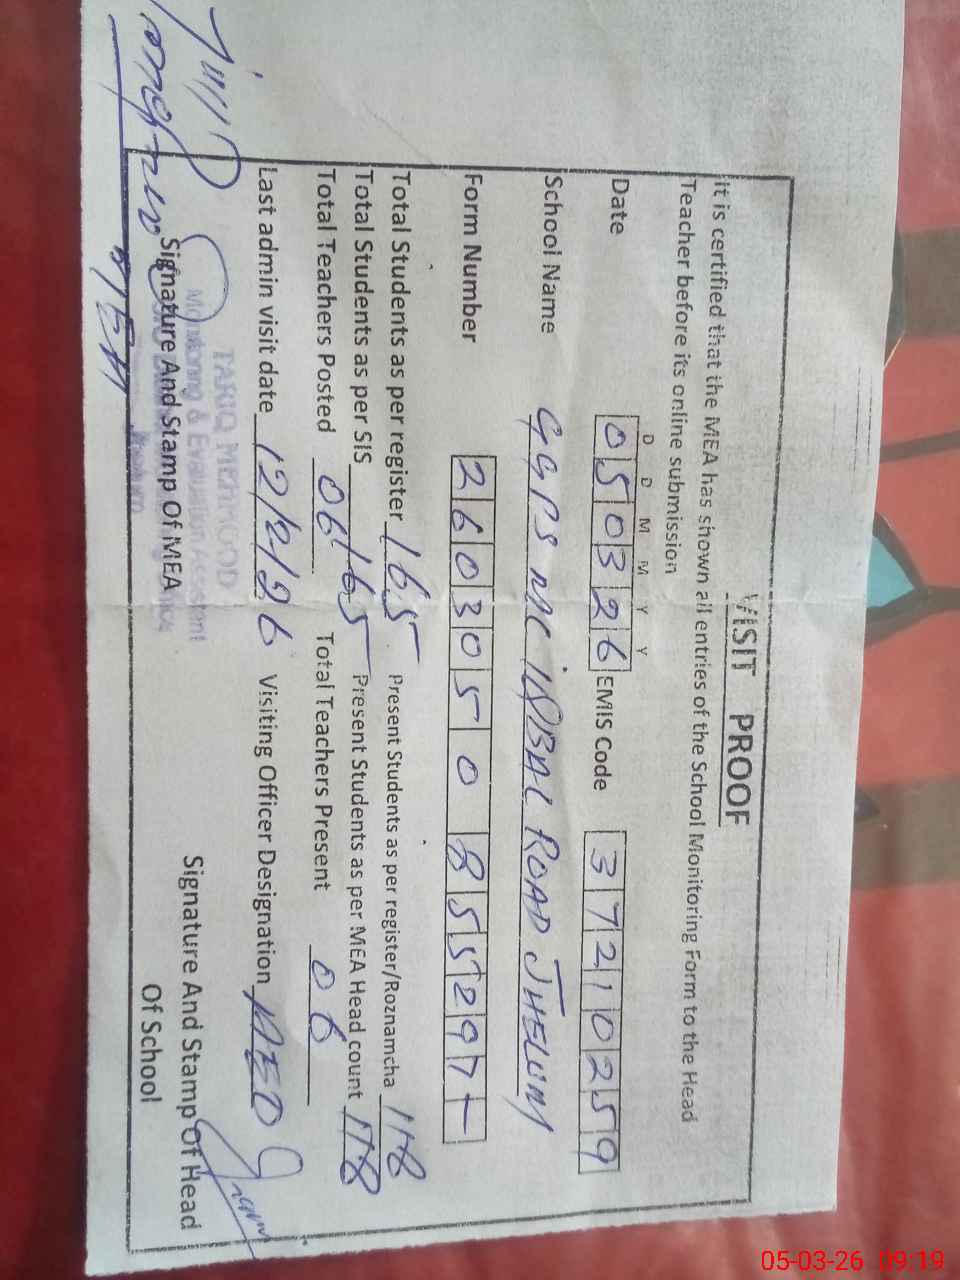 VISIT PROOF
It is certified that the MEA has shown all entries of the School Monitoring Form to the Head
Teacher before its online submission
D D M M Y Y
Date 0 5 0 3 2 6 EMIS Code 3 7 2 1 0 2 5 9
School Name GGPS MC iQBAL ROAD JHELUM
Form Number 2 6 0 3 0 5 0 8 5 5 2 9 7
Total Students as per register 165 Present Students as per register/Roznamcha 118
Total Students as per SIS 165 Present Students as per MEA Head count 118
Total Teachers Posted 06 Total Teachers Present 06
Last admin visit date 12/2/26 Visiting Officer Designation AEO
TARIQ MEHMOOD
Monitoring & Evaluation Assistant
Signature And Stamp Of MEA
Signature And Stamp Of Head
Of School
MEA
05-03-26 09:19